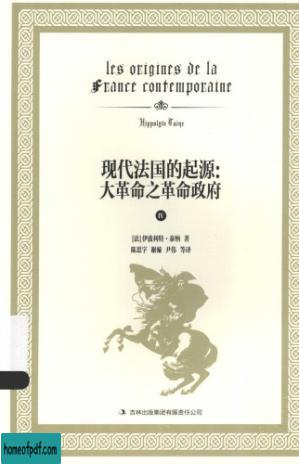 les origines de la
France contemporaine
Hippolyte Taine
现代法国的起源：
大革命之革命政府
IV
[法]伊波利特·泰纳 著
陈思宇 谢操 尹伟 等译
吉林出版集团有限责任公司
homeofpdf.com